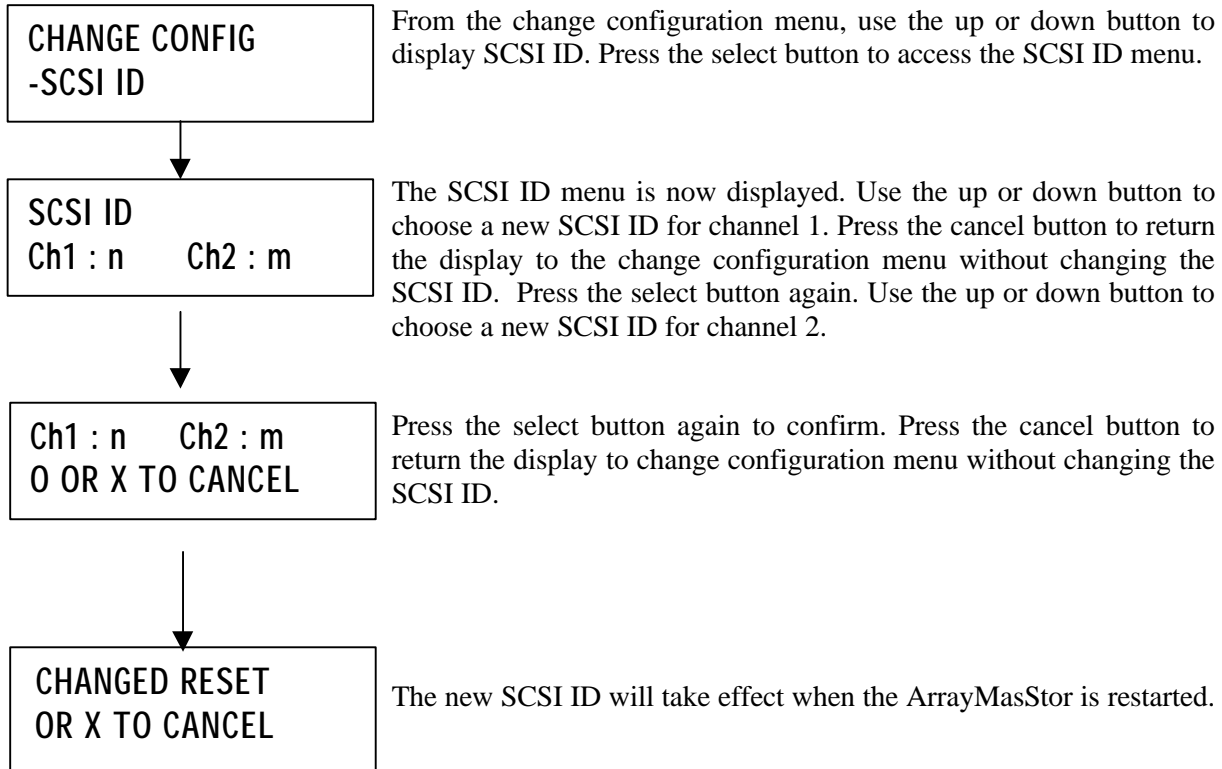 CHANGE CONFIG
-SCSI ID
From the change configuration menu, use the up or down button to
display SCSI ID. Press the select button to access the SCSI ID menu.
SCSI ID
Ch1 : n Ch2 : m
The SCSI ID menu is now displayed. Use the up or down button to
choose a new SCSI ID for channel 1. Press the cancel button to return
the display to the change configuration menu without changing the
SCSI ID. Press the select button again. Use the up or down button to
choose a new SCSI ID for channel 2.
Ch1 : n Ch2 : m
O OR X TO CANCEL
Press the select button again to confirm. Press the cancel button to
return the display to change configuration menu without changing the
SCSI ID.
CHANGED RESET
OR X TO CANCEL
The new SCSI ID will take effect when the ArrayMasStor is restarted.